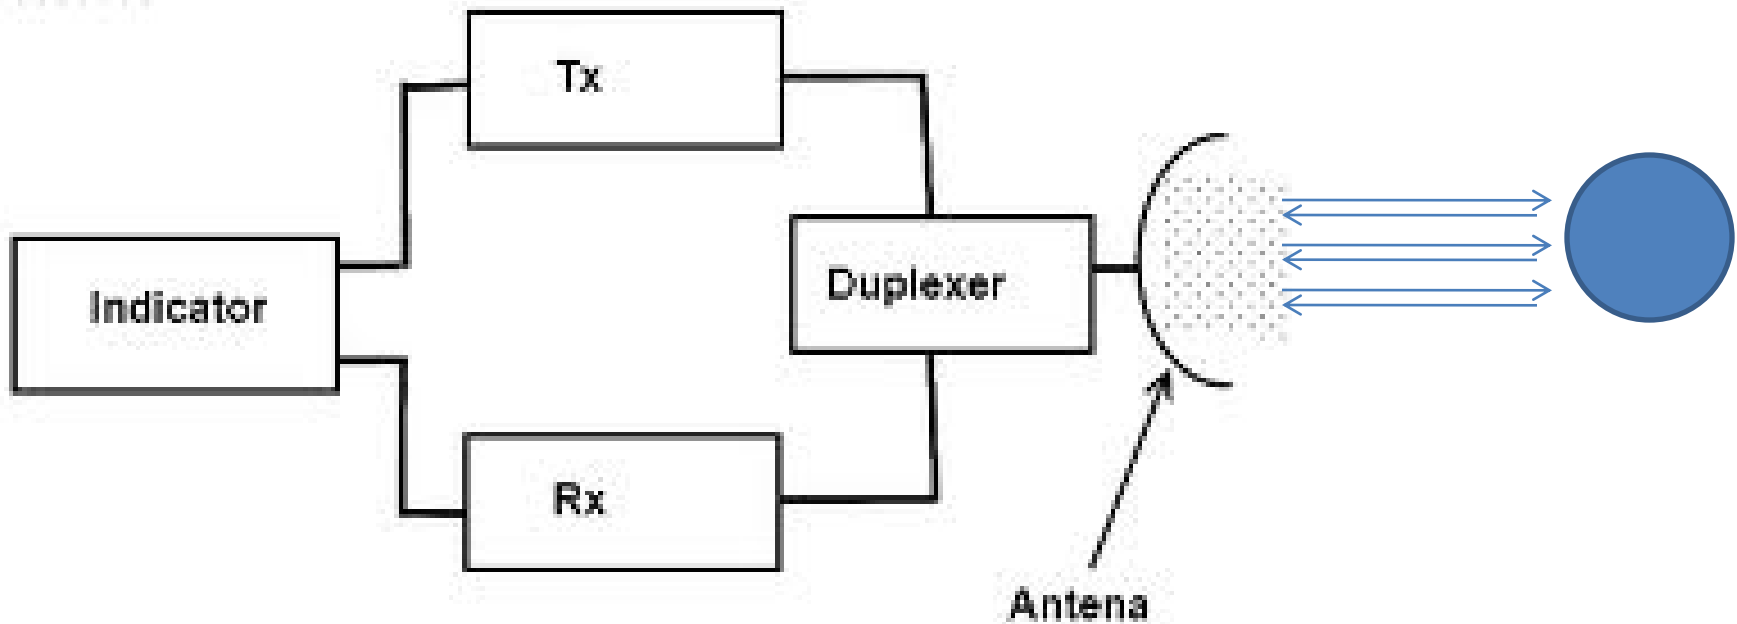 Tx
Indicator
Duplexer
Rx
Antena